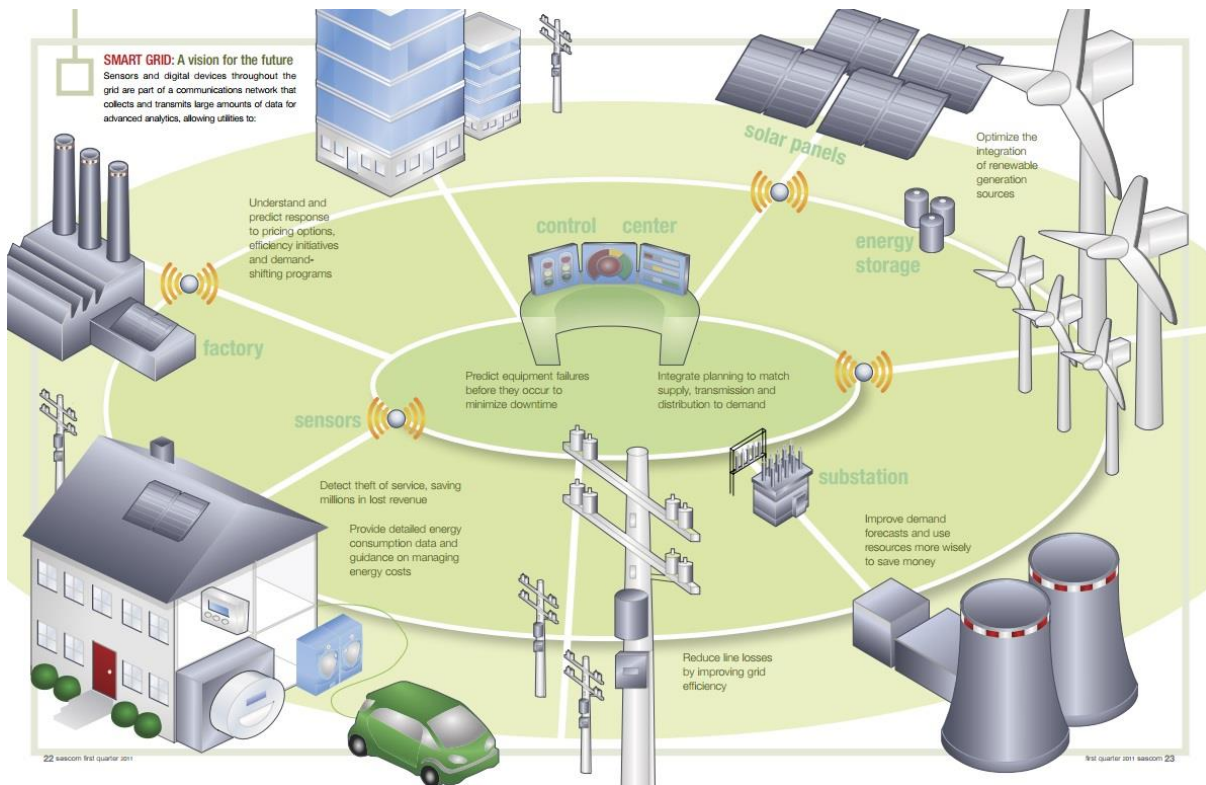 SMART GRID: A vision for the future
Sensors and digital devices throughout the
grid are part of a communications network that
collects and transmits large amounts of data for
advanced analytics, allowing utilities to:
solar panels
Optimize the
integration
of renewable
generation
sources
Understand and
predict response
to pricing options,
efficiency initiatives
and demand-
shifting programs
control center
energy
storage
factory
Predict equipment failures
before they occur to
minimize downtime
Integrate planning to match
supply, transmission and
distribution to demand
sensors
substation
Detect theft of service, saving
millions in lost revenue
Provide detailed energy
consumption data and
guidance on managing
energy costs
Improve demand
forecasts and use
resources more wisely
to save money
Reduce line losses
by improving grid
efficiency
22 sascom first quarter 2011
first quarter 2011 sascom 23